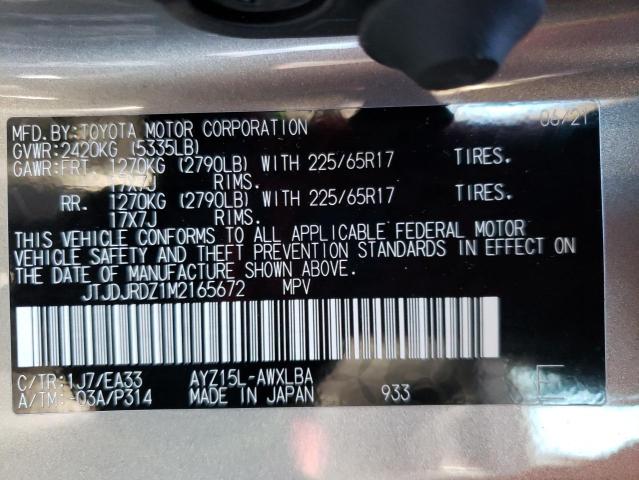 MFD.BY:TOYOTA MOTOR CORPORATION 06/21
GVWR:2420KG (5335LB)
GAWR:FRT. 1270KG (2790LB) WITH 225/65R17 TIRES.
17X7J RIMS.
RR. 1270KG (2790LB) WITH 225/65R17 TIRES.
17X7J RIMS.
THIS VEHICLE CONFORMS TO ALL APPLICABLE FEDERAL MOTOR
VEHICLE SAFETY AND THEFT PREVENTION STANDARDS IN EFFECT ON
THE DATE OF MANUFACTURE SHOWN ABOVE.
JTJDJRDZ1M2165672 MPV
C/TR:1J7/EA33 AYZ15L-AWXLBA
A/TM:-03A/P314 MADE IN JAPAN 933 E